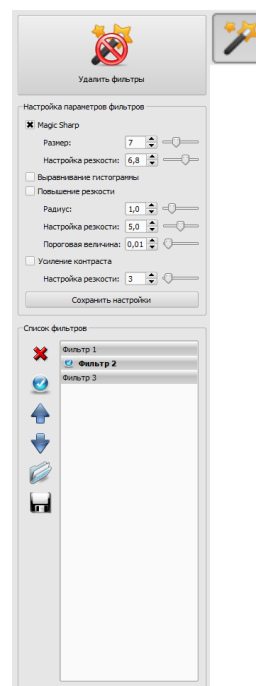 Удалить фильтры
Настройка параметров фильтров
Magic Sharp
Размер: 7
Настройка резкости: 6,8
Выравнивание гистограммы
Повышение резкости
Радиус: 1,0
Настройка резкости: 5,0
Пороговая величина: 0,01
Усиление контраста
Настройка резкости: 3
Сохранить настройки
Список фильтров
Фильтр 1
Фильтр 2
Фильтр 3